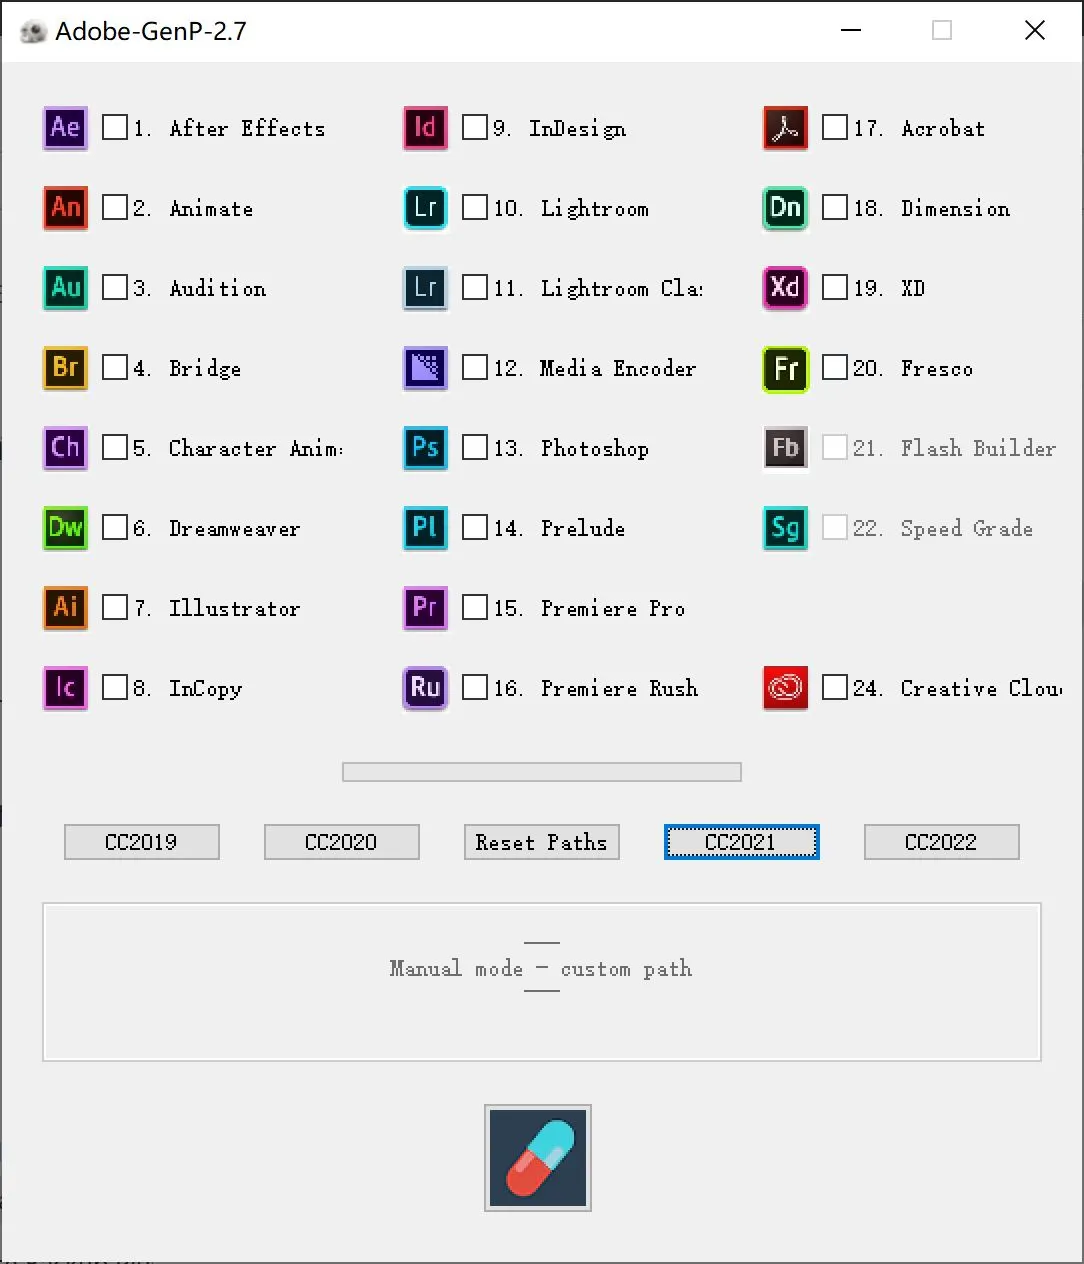 Adobe-GenP-2.7
Ae 1. After Effects
Id 9. InDesign
17. Acrobat
An 2. Animate
Lr 10. Lightroom
Dn 18. Dimension
Au 3. Audition
Lr 11. Lightroom Cla
Xd 19. XD
Br 4. Bridge
12. Media Encoder
Fr 20. Fresco
Ch 5. Character Anim
Ps 13. Photoshop
Fb 21. Flash Builder
Dw 6. Dreamweaver
Pl 14. Prelude
Sg 22. Speed Grade
Ai 7. Illustrator
Pr 15. Premiere Pro
Ic 8. InCopy
Ru 16. Premiere Rush
24. Creative Clou
CC2019
CC2020
Reset Paths
CC2021
CC2022
Manual mode - custom path